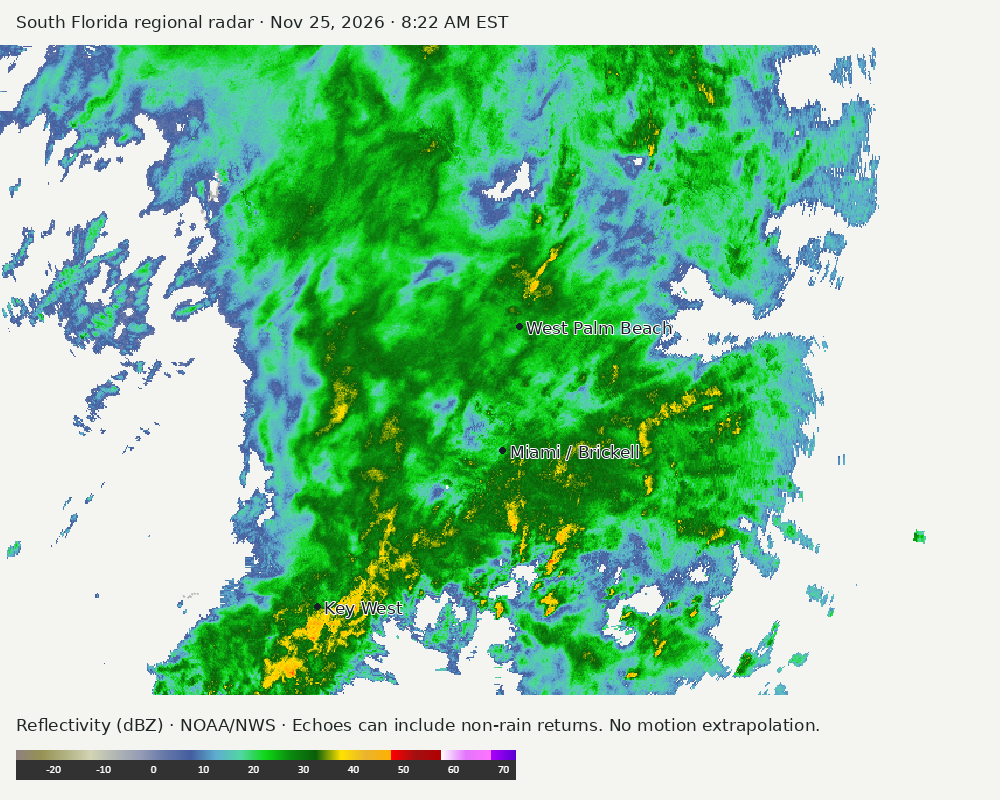 South Florida regional radar · Nov 25, 2026 · 8:22 AM EST
West Palm Beach
Miami / Brickell
Key West
Reflectivity (dBZ) · NOAA/NWS · Echoes can include non-rain returns. No motion extrapolation.
-20 -10 0 10 20 30 40 50 60 70